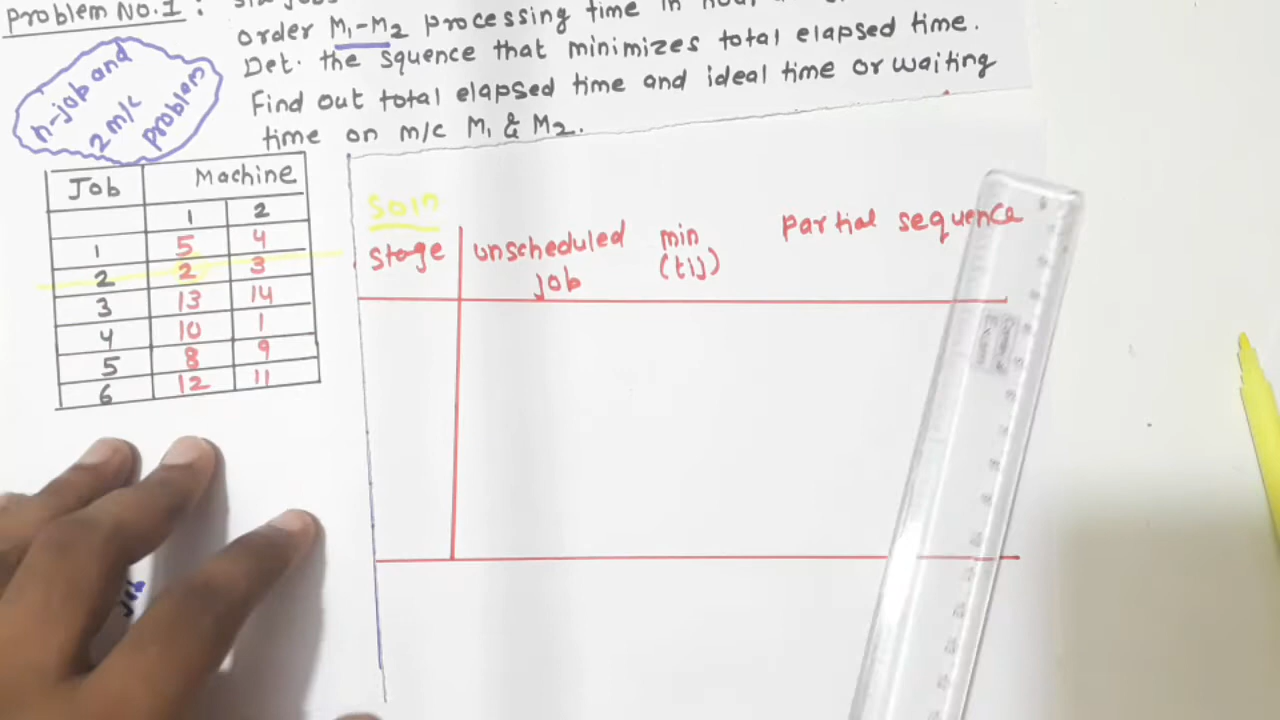 Problem No.1 :
order M1-M2 processing time in
Det. the squence that minimizes total elapsed time.
Find out total elapsed time and ideal time or waiting
time on m/c M1 & M2.
n-job and
2 m/c
problem
Job Machine
1 2
1 5 4
2 2 3
3 13 14
4 10 1
5 8 9
6 12 11
Soln
stage unscheduled job min (tij) partial sequence
Job